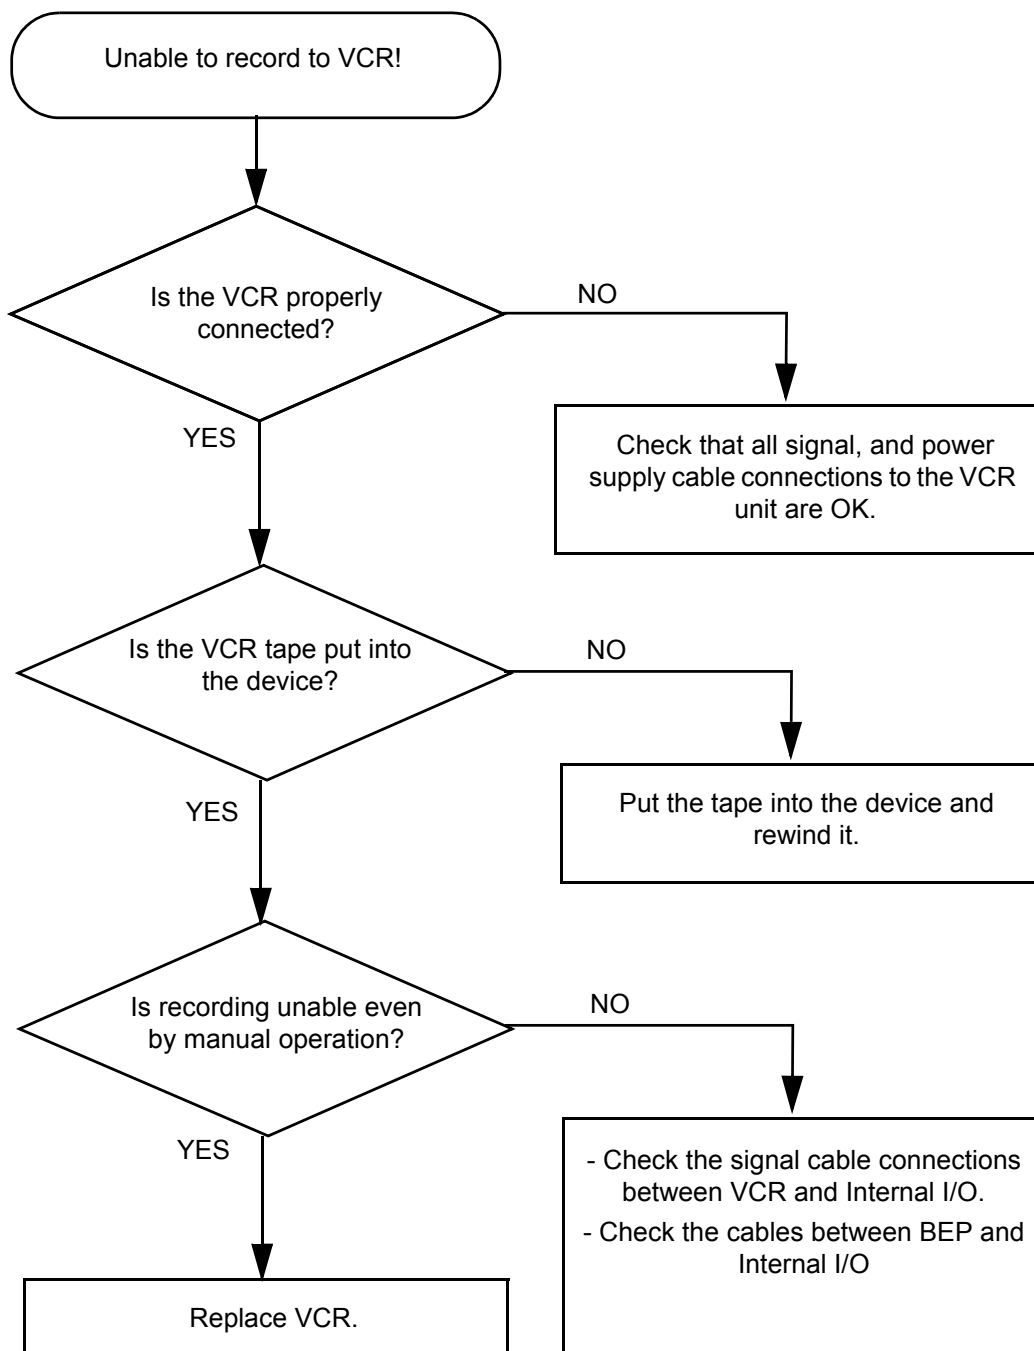 Unable to record to VCR!
Is the VCR properly
connected?
NO
YES
Check that all signal, and power
supply cable connections to the VCR
unit are OK.
Is the VCR tape put into
the device?
NO
YES
Put the tape into the device and
rewind it.
Is recording unable even
by manual operation?
NO
YES
- Check the signal cable connections
between VCR and Internal I/O.
- Check the cables between BEP and
Internal I/O
Replace VCR.